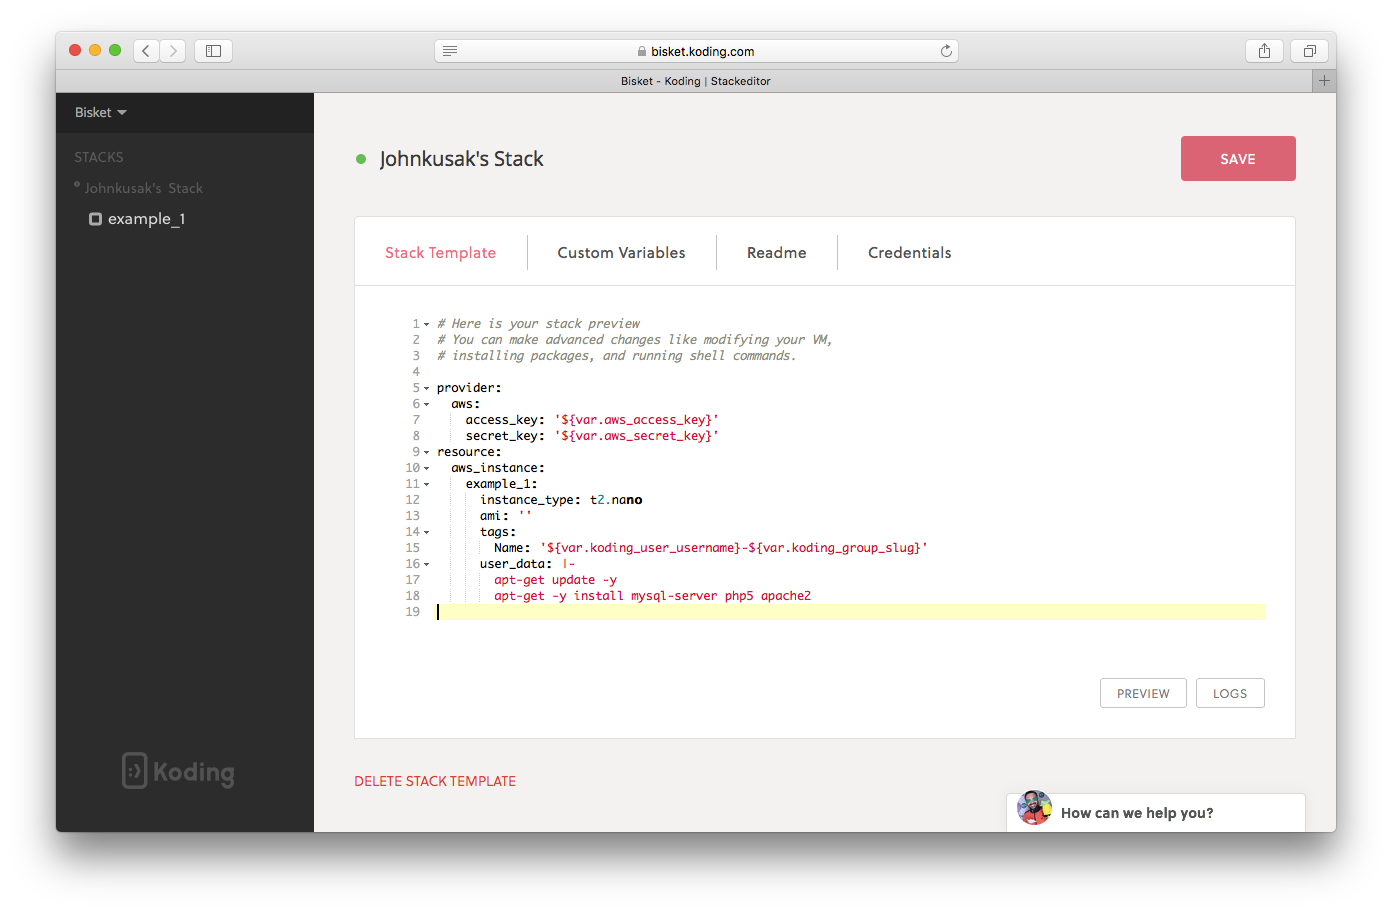 bisket.koding.com
Bisket - Koding | Stackeditor
Bisket
STACKS
Johnkusak's Stack
example_1
:) Koding
Johnkusak's Stack
SAVE
Stack Template
Custom Variables
Readme
Credentials
1 # Here is your stack preview
2 # You can make advanced changes like modifying your VM,
3 # installing packages, and running shell commands.
4
5 provider:
6   aws:
7     access_key: '${var.aws_access_key}'
8     secret_key: '${var.aws_secret_key}'
9 resource:
10   aws_instance:
11     example_1:
12       instance_type: t2.nano
13       ami: ''
14       tags:
15         Name: '${var.koding_user_username}-${var.koding_group_slug}'
16       user_data: |-
17         apt-get update -y
18         apt-get -y install mysql-server php5 apache2
19
PREVIEW
LOGS
DELETE STACK TEMPLATE
How can we help you?